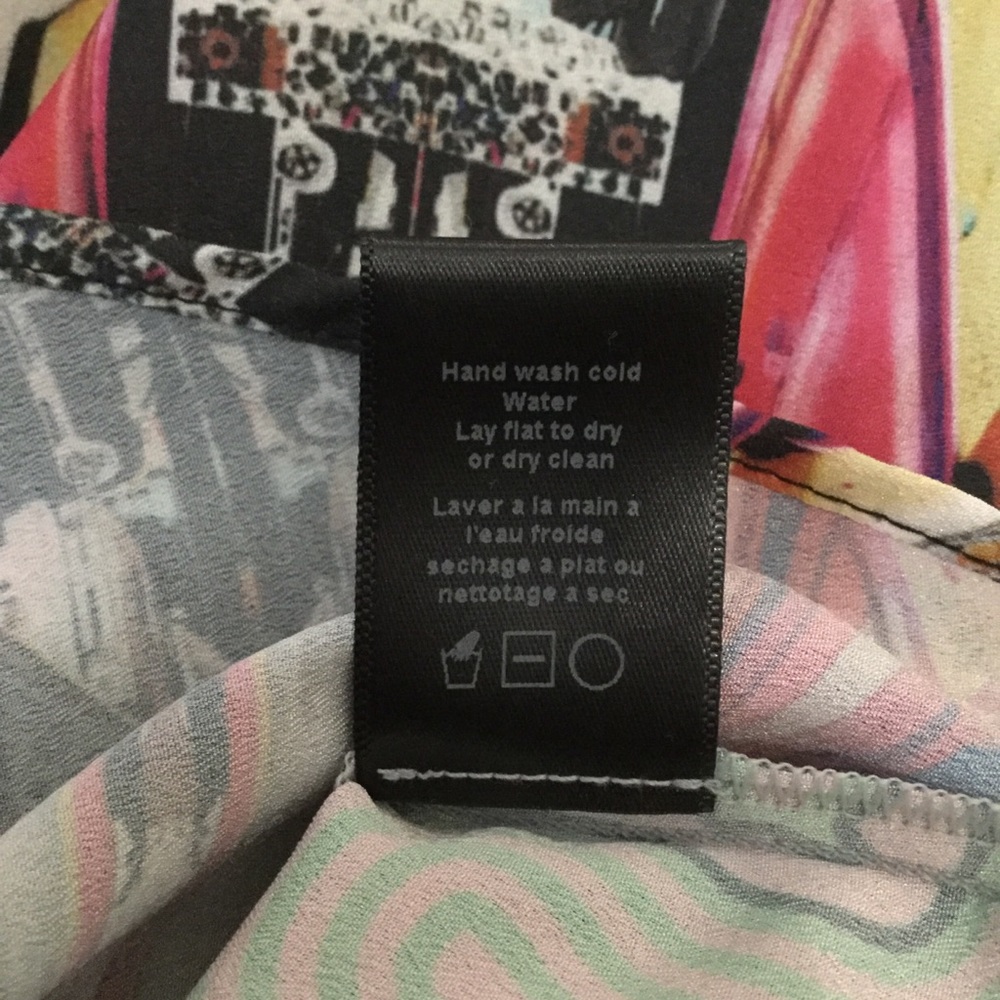 Hand wash cold
Water
Lay flat to dry
or dry clean
Laver a la main a
l'eau froide
sechage a plat ou
nettotage a sec